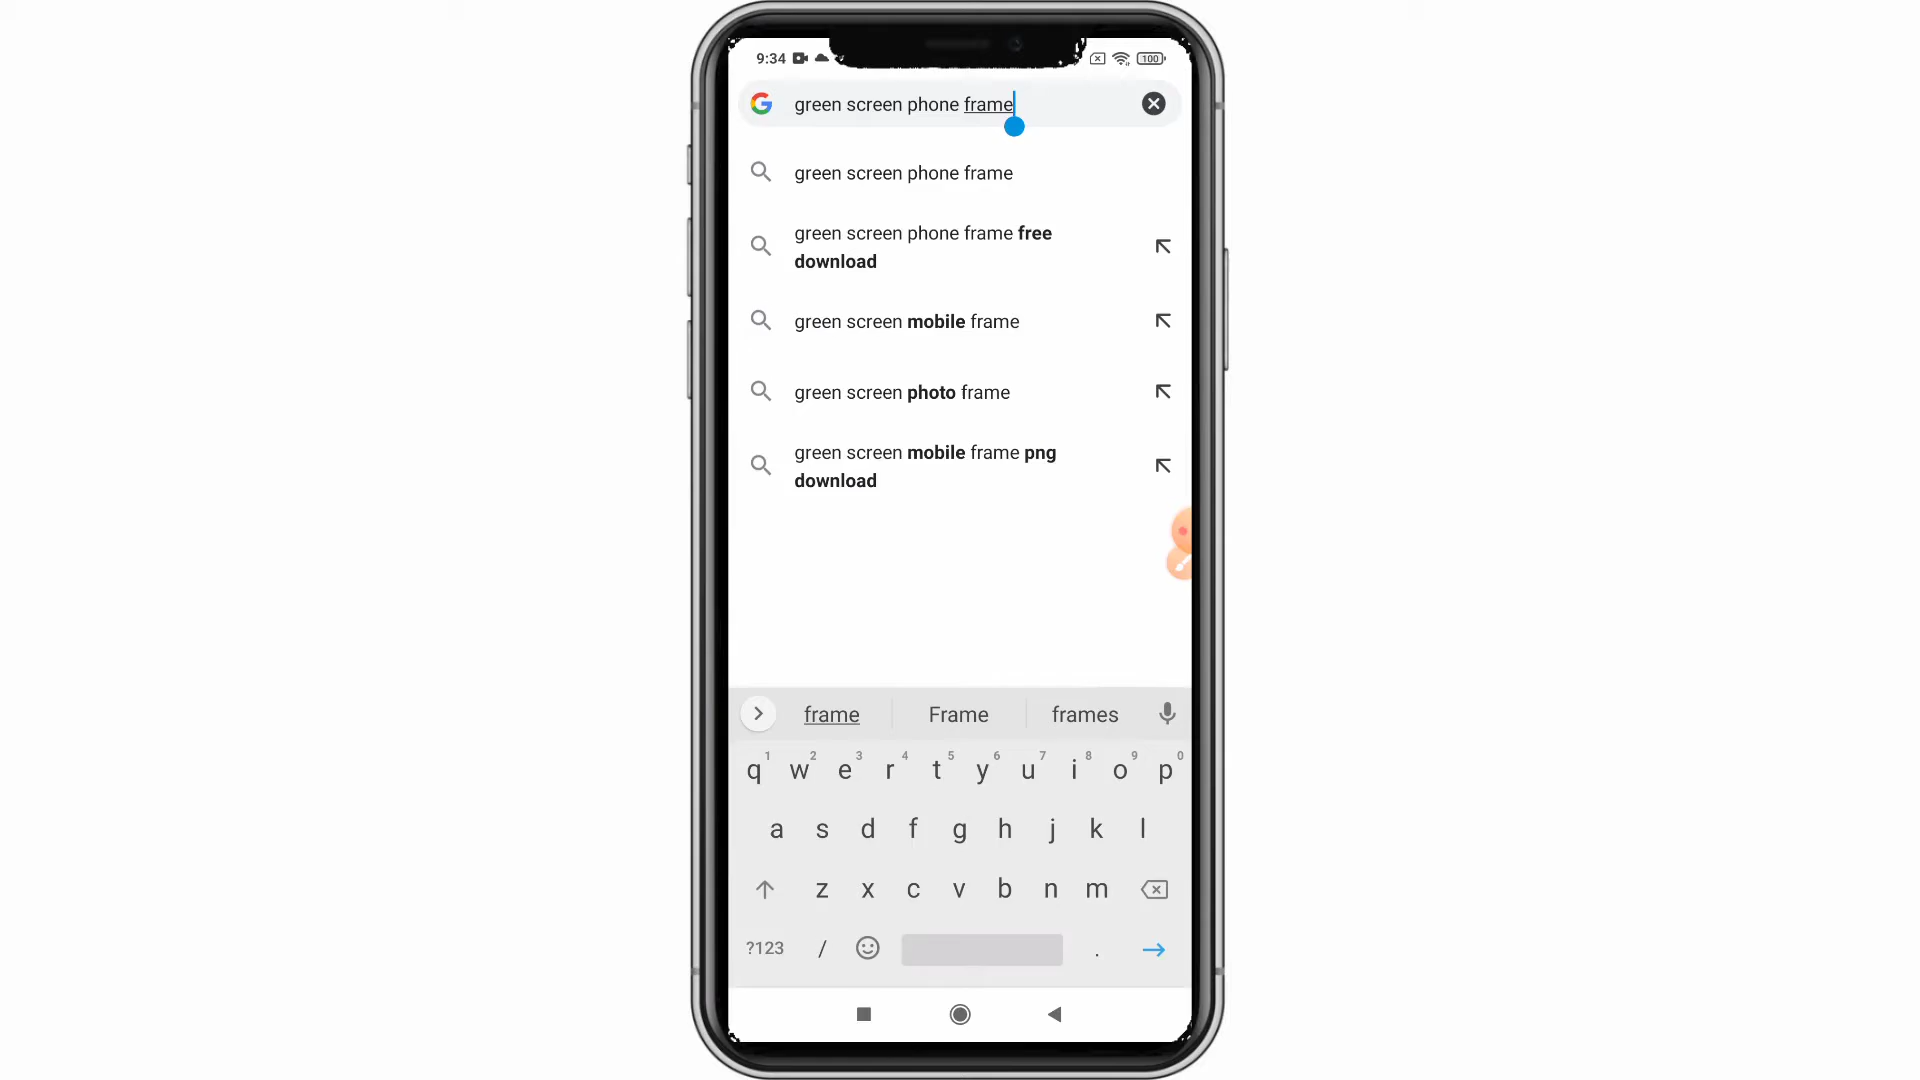 9:34
100
green screen phone frame
green screen phone frame
green screen phone frame free
download
green screen mobile frame
green screen photo frame
green screen mobile frame png
download
frame Frame frames
1 2 3 4 5 6 7 8 9 0
q w e r t y u i o p
a s d f g h j k l
z x c v b n m
?123 / .